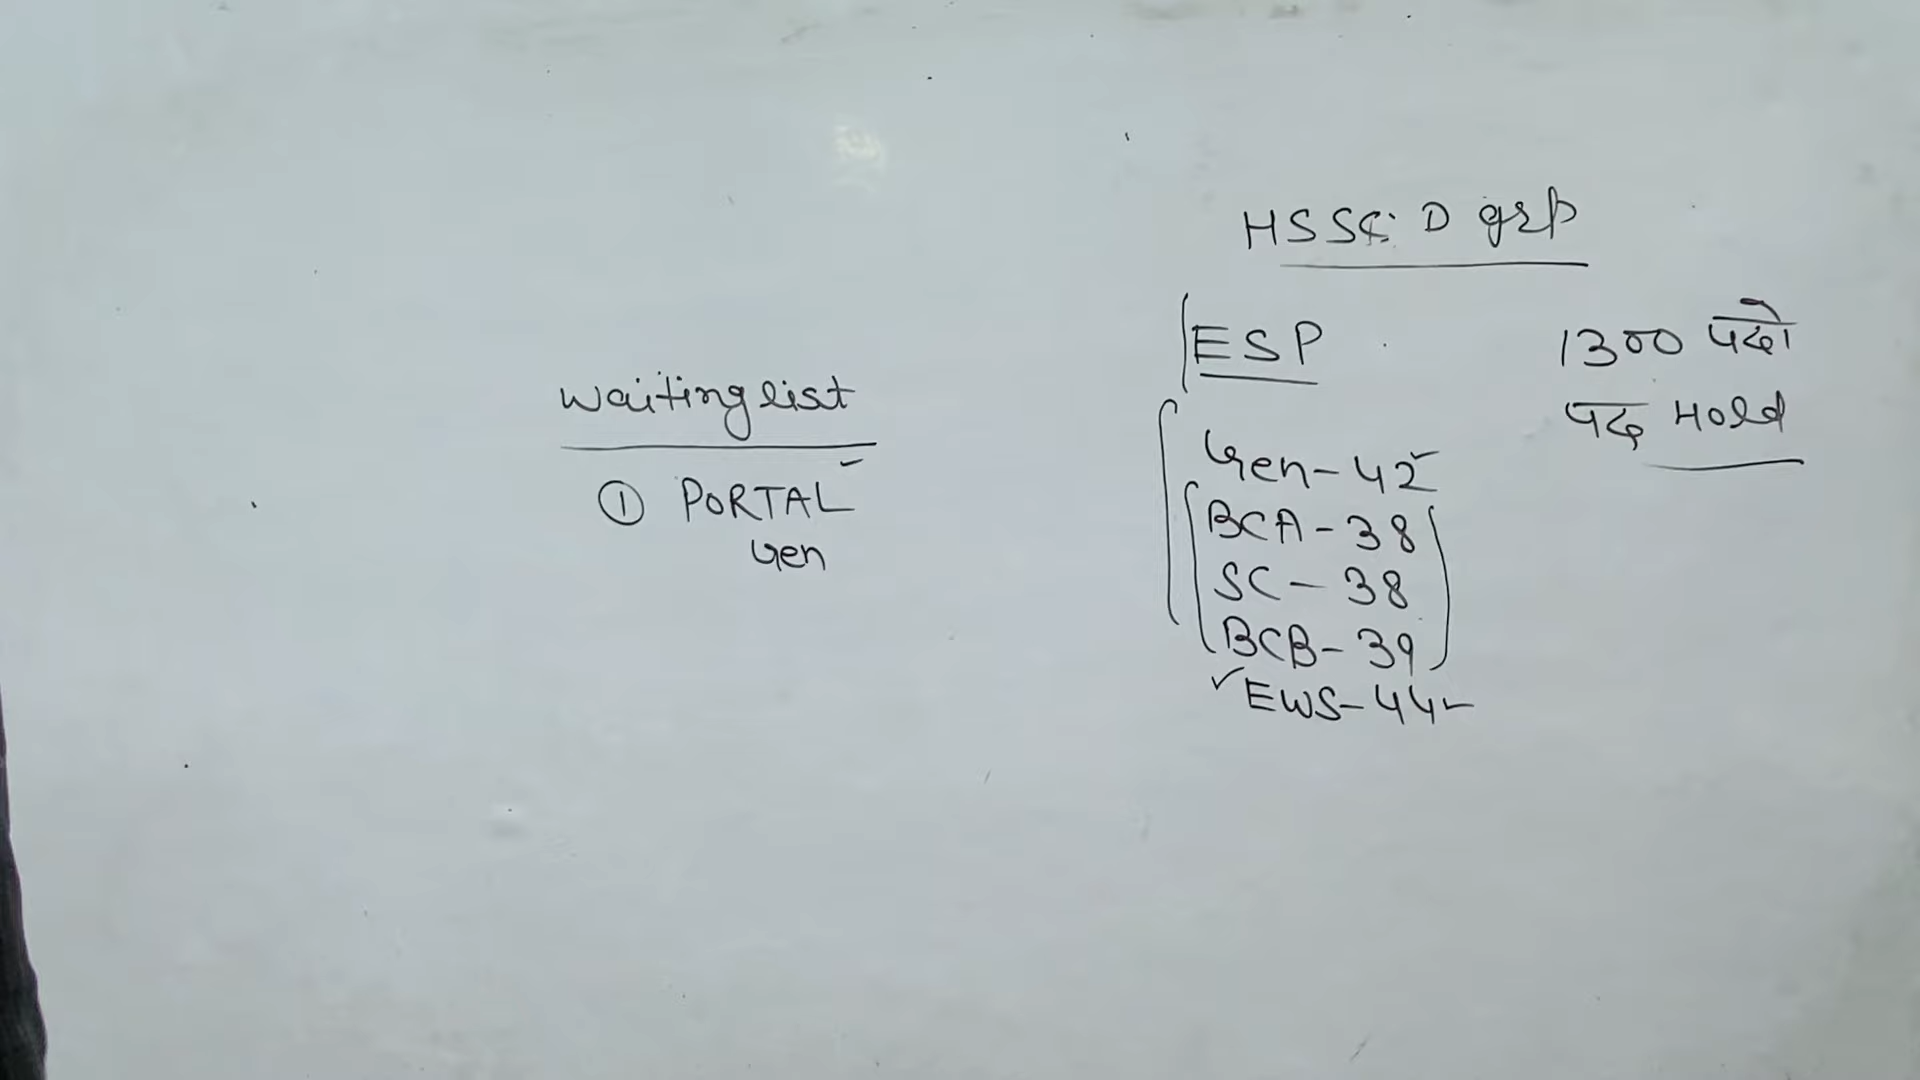 HSSC D grp
ESP
1300 पदो
पद Hold
Waiting list
① PORTAL
Gen
Gen-42
BCA-38
SC-38
BCB-39
EWS-44